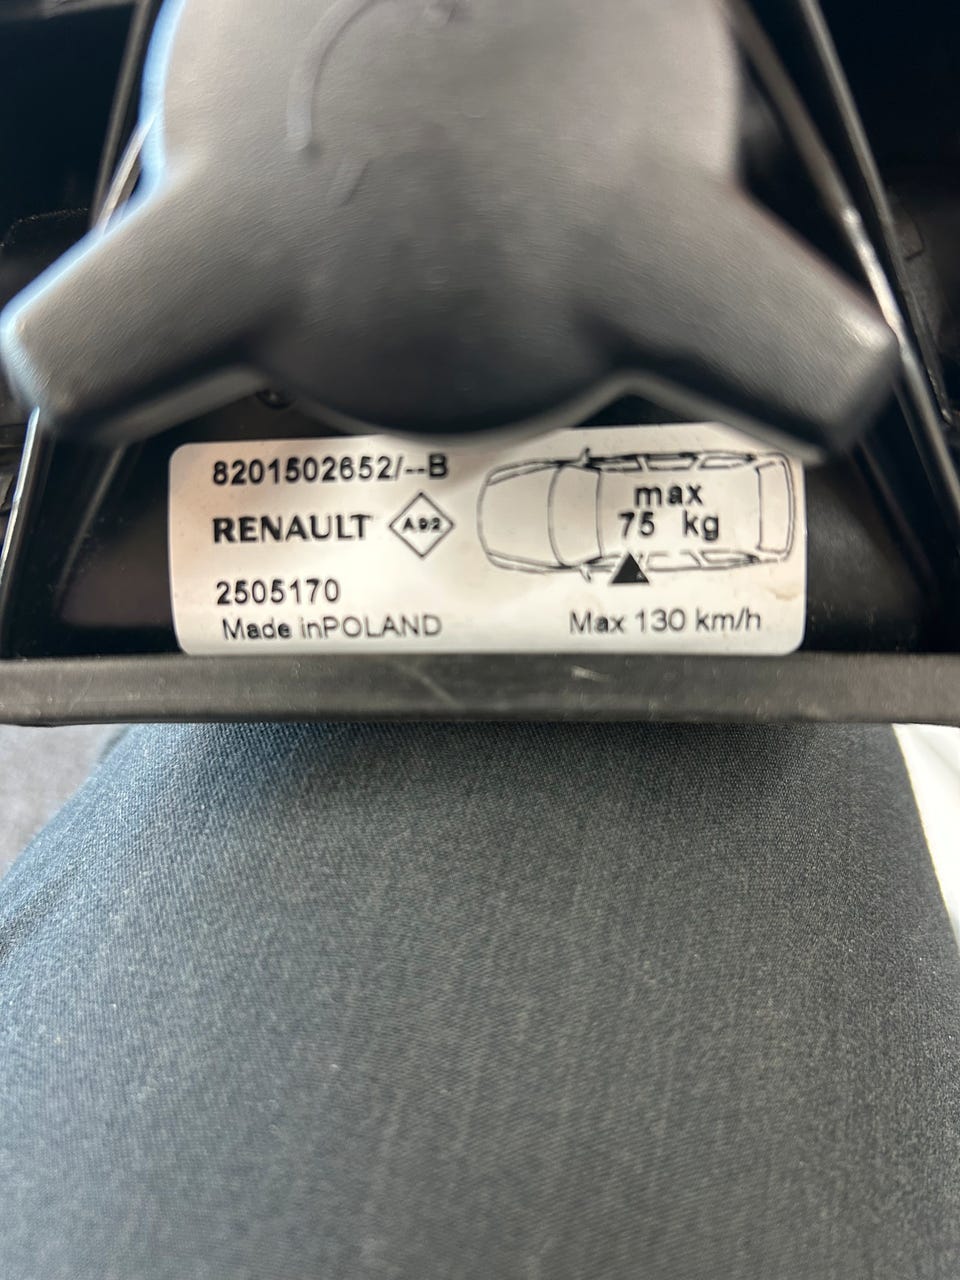 8201502652/--B
RENAULT A92
2505170
Made inPOLAND
max
75 kg
Max 130 km/h